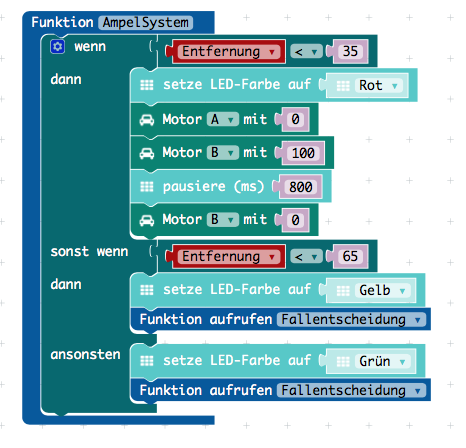 Funktion AmpelSystem
wenn Entfernung < 35
dann setze LED-Farbe auf Rot
Motor A mit 0
Motor B mit 100
pausiere (ms) 800
Motor B mit 0
sonst wenn Entfernung < 65
dann setze LED-Farbe auf Gelb
Funktion aufrufen Fallentscheidung
ansonsten setze LED-Farbe auf Grün
Funktion aufrufen Fallentscheidung